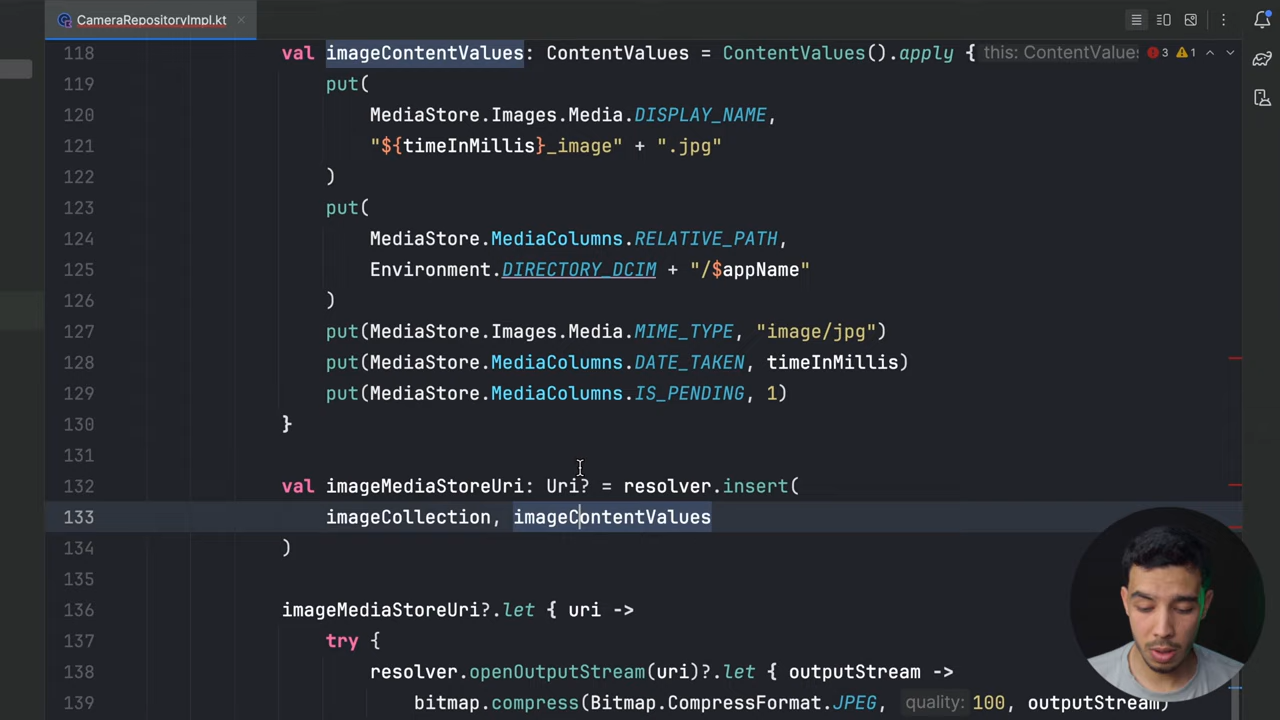 CameraRepositoryImpl.kt
118 val imageContentValues: ContentValues = ContentValues().apply { this: ContentValues 3 1
119 put(
120 MediaStore.Images.Media.DISPLAY_NAME,
121 "${timeInMillis}_image" + ".jpg"
122 )
123 put(
124 MediaStore.MediaColumns.RELATIVE_PATH,
125 Environment.DIRECTORY_DCIM + "/$appName"
126 )
127 put(MediaStore.Images.Media.MIME_TYPE, "image/jpg")
128 put(MediaStore.MediaColumns.DATE_TAKEN, timeInMillis)
129 put(MediaStore.MediaColumns.IS_PENDING, 1)
130 }
131
132 val imageMediaStoreUri: Uri? = resolver.insert(
133 imageCollection, imageContentValues
134 )
135
136 imageMediaStoreUri?.let { uri ->
137 try {
138 resolver.openOutputStream(uri)?.let { outputStream ->
139 bitmap.compress(Bitmap.CompressFormat.JPEG, quality: 100, outputStream)